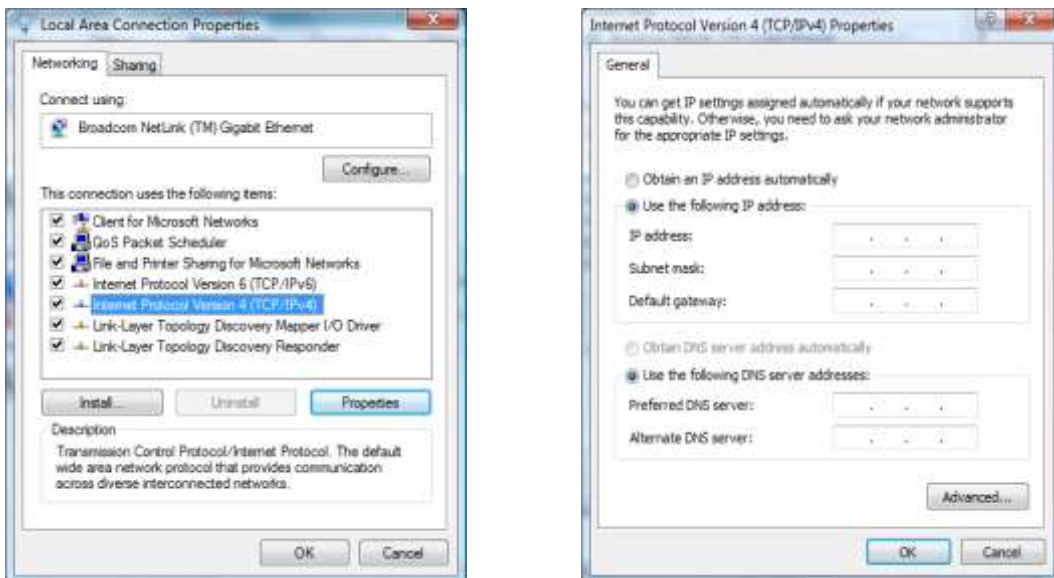 Local Area Connection Properties
Networking
Sharing
Connect using:
Broadcom NetLink (TM) Gigabit Ethernet
Configure...
This connection uses the following items:
Client for Microsoft Networks
QoS Packet Scheduler
File and Printer Sharing for Microsoft Networks
Internet Protocol Version 6 (TCP/IPv6)
Internet Protocol Version 4 (TCP/IPv4)
Link-Layer Topology Discovery Mapper I/O Driver
Link-Layer Topology Discovery Responder
Install...
Uninstall
Properties
Description
Transmission Control Protocol/Internet Protocol. The default
wide area network protocol that provides communication
across diverse interconnected networks.
OK
Cancel
Internet Protocol Version 4 (TCP/IPv4) Properties
General
You can get IP settings assigned automatically if your network supports
this capability. Otherwise, you need to ask your network administrator
for the appropriate IP settings.
Obtain an IP address automatically
Use the following IP address:
IP address:
Subnet mask:
Default gateway:
Obtain DNS server address automatically
Use the following DNS server addresses:
Preferred DNS server:
Alternate DNS server:
Advanced...
OK
Cancel